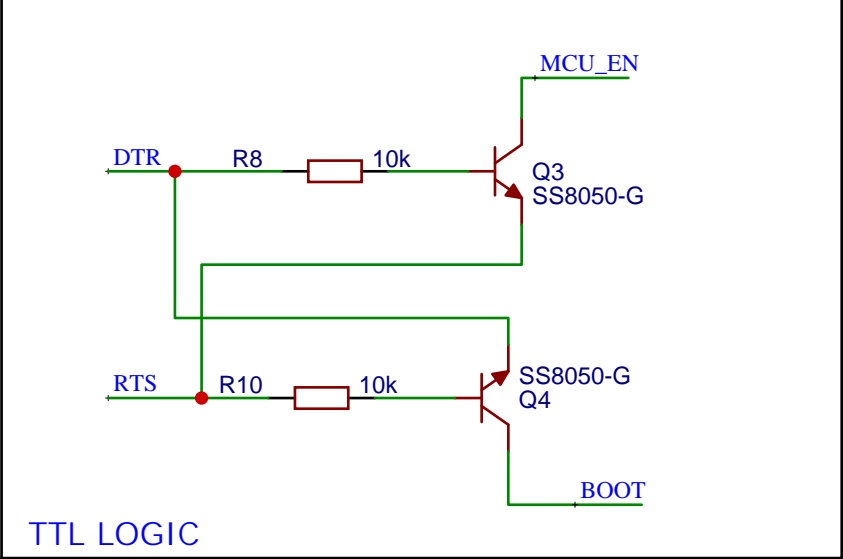 MCU_EN
DTR
R8
10k
Q3
SS8050-G
RTS
R10
10k
SS8050-G
Q4
BOOT
TTL LOGIC